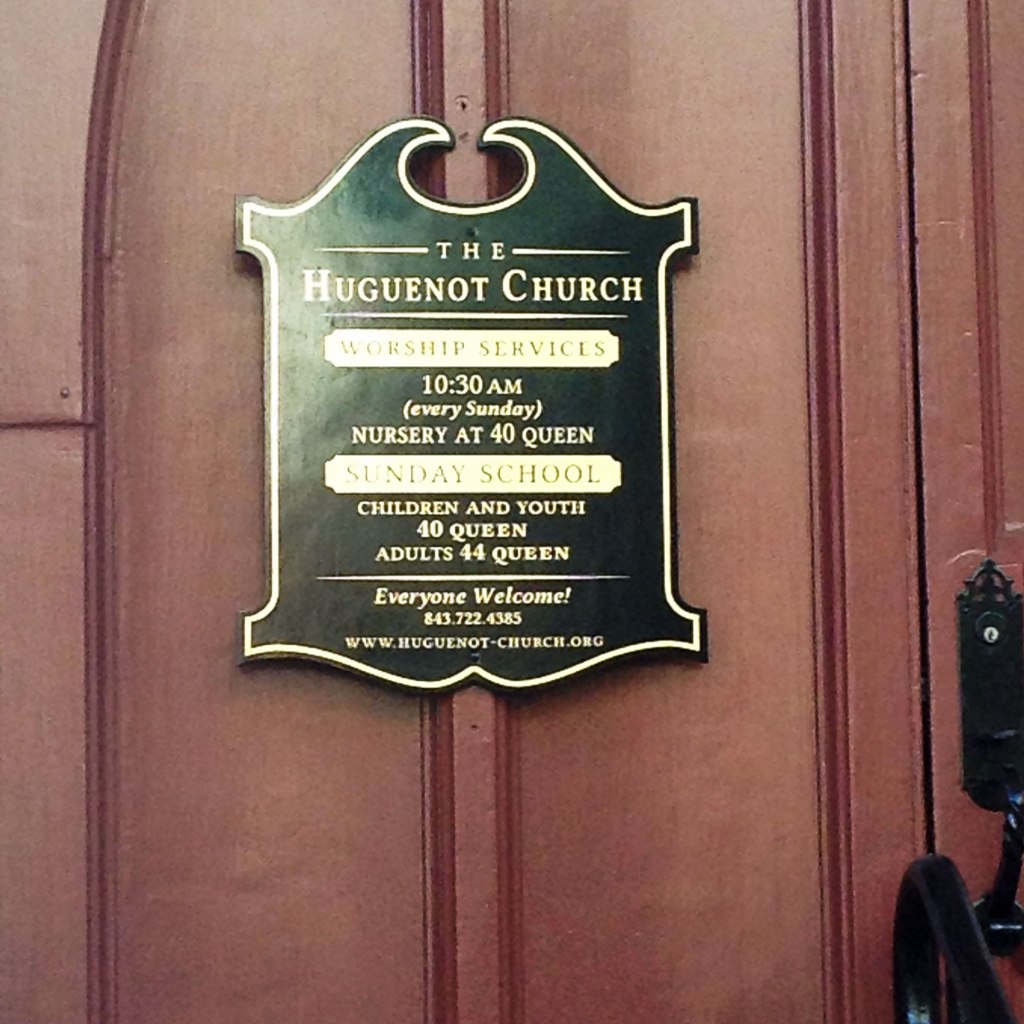 THE
HUGUENOT CHURCH
WORSHIP SERVICES
10:30 AM
(every Sunday)
NURSERY AT 40 QUEEN
SUNDAY SCHOOL
CHILDREN AND YOUTH
40 QUEEN
ADULTS 44 QUEEN
Everyone Welcome!
843.722.4385
WWW.HUGUENOT-CHURCH.ORG